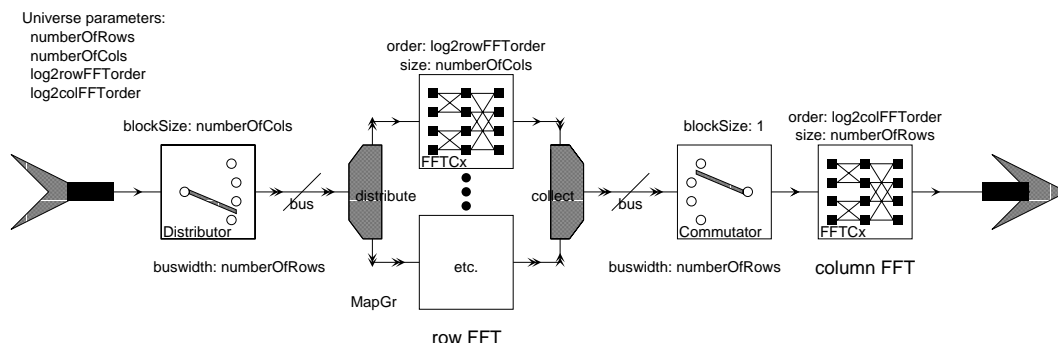 Universe parameters:
numberOfRows
numberOfCols
log2rowFFTorder
log2colFFTorder
order: log2rowFFTorder
size: numberOfCols
FFTCx
blockSize: numberOfCols
Distributor
buswidth: numberOfRows
bus
distribute
collect
etc.
MapGr
row FFT
bus
blockSize: 1
Commutator
buswidth: numberOfRows
order: log2colFFTorder
size: numberOfRows
FFTCx
column FFT